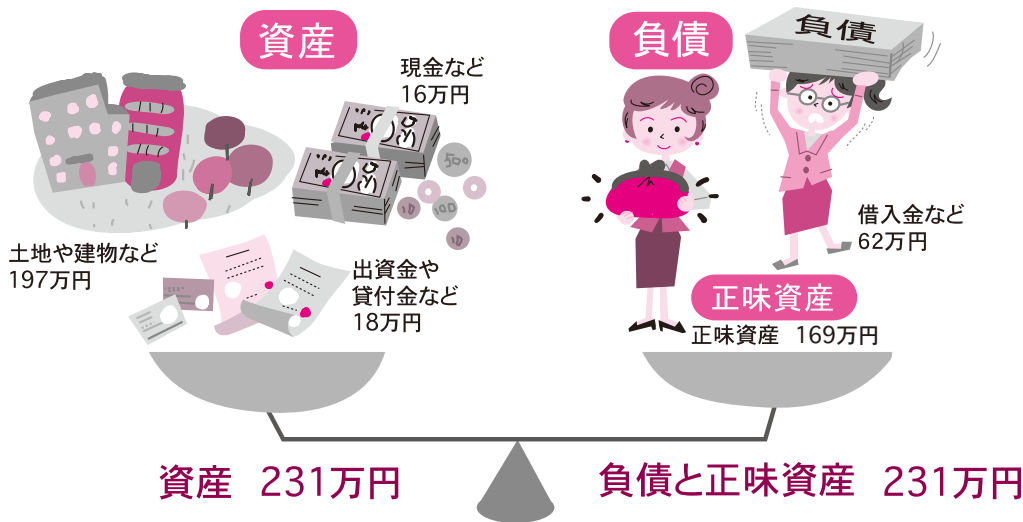 資産
現金など
16万円
土地や建物など
197万円
出資金や
貸付金など
18万円
負債
負債
借入金など
62万円
正味資産
正味資産 169万円
500
100
10
10
資産 231万円
負債と正味資産 231万円